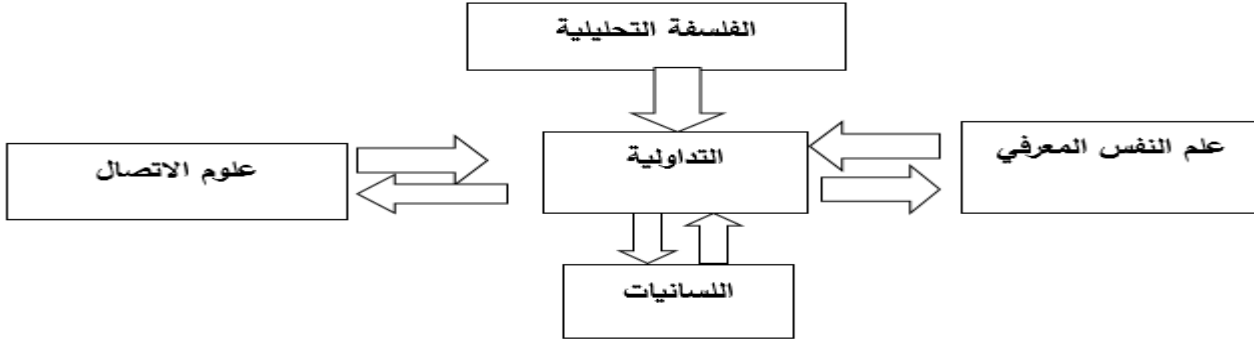 الفلسفة التحليلية
علم النفس المعرفي
التداولية
علوم الاتصال
اللسانيات